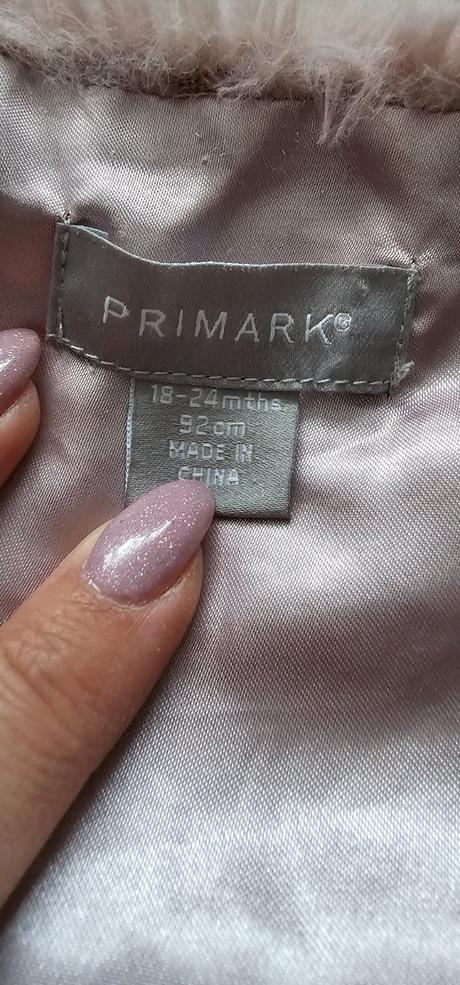 PRIMARK®
18-24mths
92cm
MADE IN
CHINA